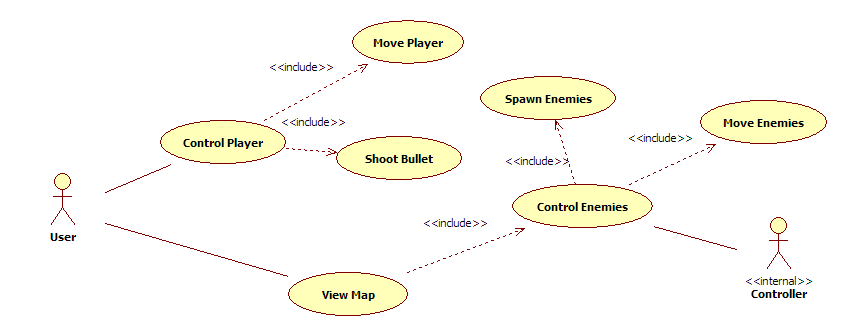 Move Player
<<include>>
Spawn Enemies
<<include>>
Move Enemies
<<include>>
Control Player
Shoot Bullet
<<include>>
Control Enemies
User
<<include>>
<<internal>>
Controller
View Map